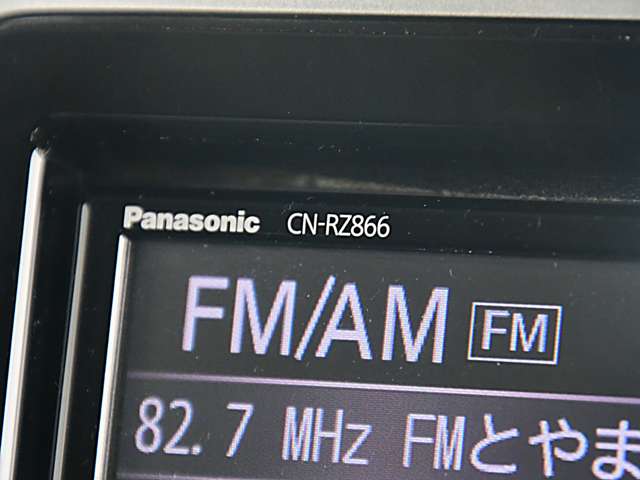 Panasonic CN-RZ866
FM/AM FM
82.7 MHz FMとやま